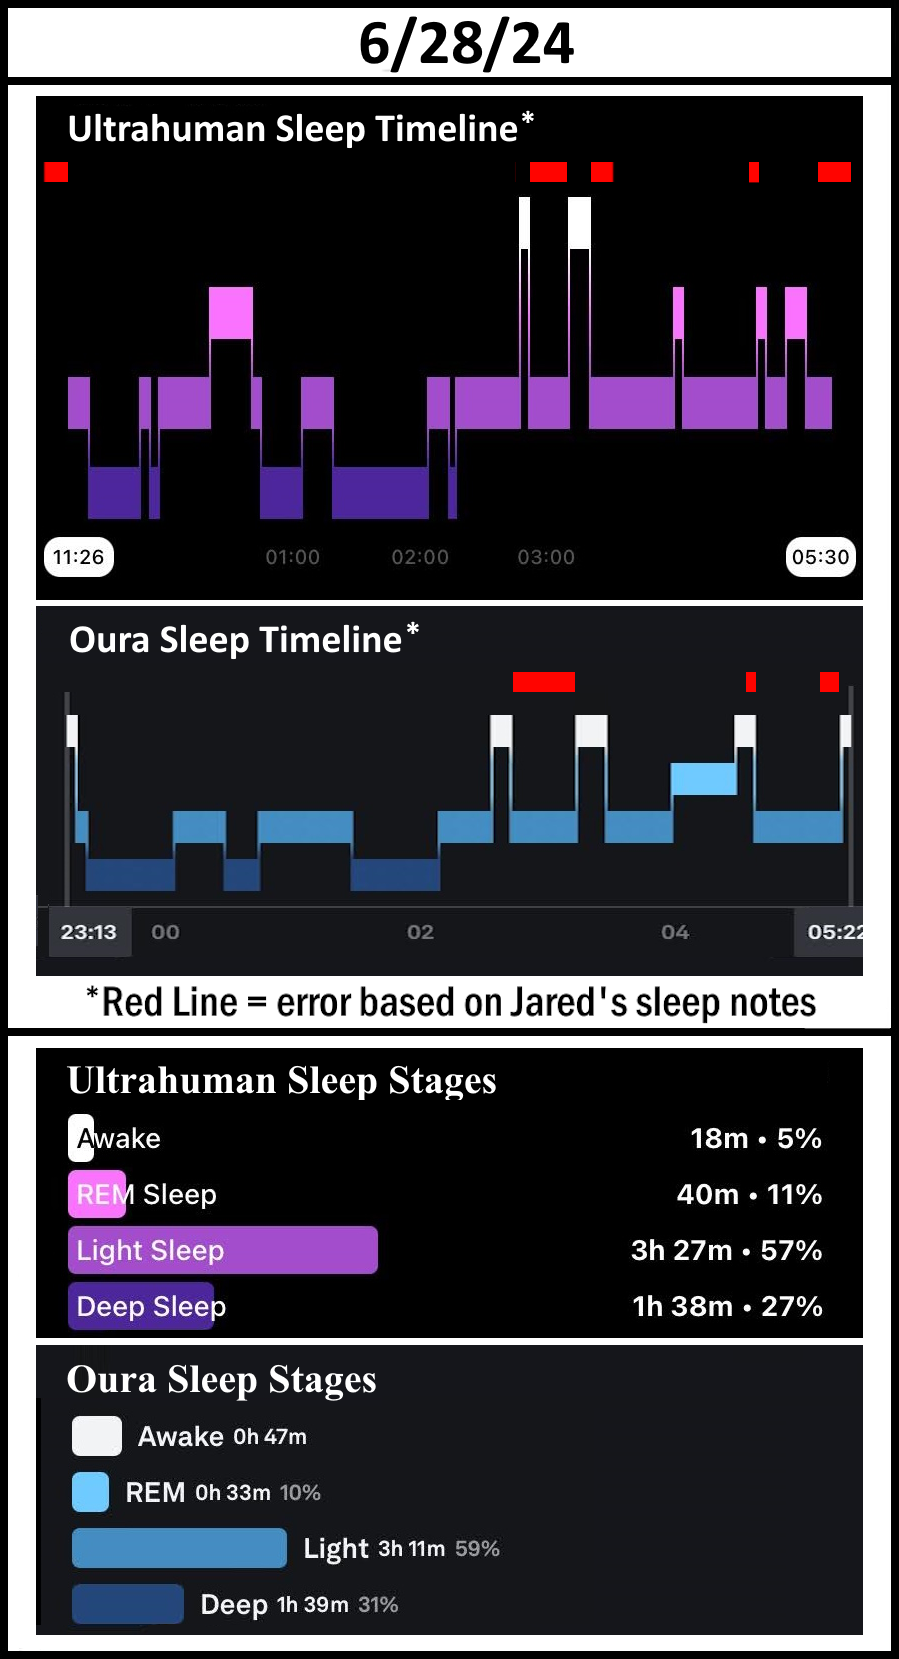 6/28/24
Ultrahuman Sleep Timeline*
11:26 01:00 02:00 03:00 05:30
Oura Sleep Timeline*
23:13 00 02 04 05:22
*Red Line = error based on Jared's sleep notes
Ultrahuman Sleep Stages
Awake 18m • 5%
REM Sleep 40m • 11%
Light Sleep 3h 27m • 57%
Deep Sleep 1h 38m • 27%
Oura Sleep Stages
Awake 0h 47m
REM 0h 33m 10%
Light 3h 11m 59%
Deep 1h 39m 31%